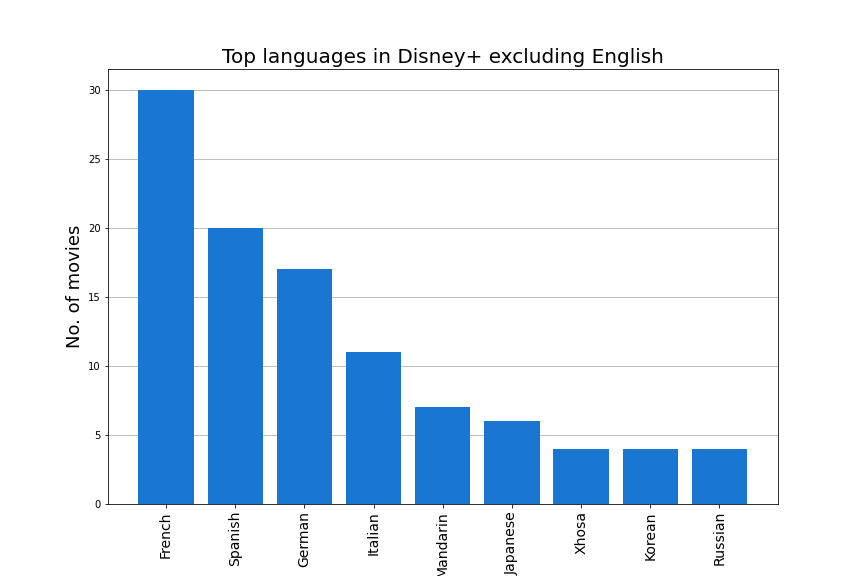 Top languages in Disney+ excluding English
No. of movies
30
25
20
15
10
5
0
French
Spanish
German
Italian
Mandarin
Japanese
Xhosa
Korean
Russian